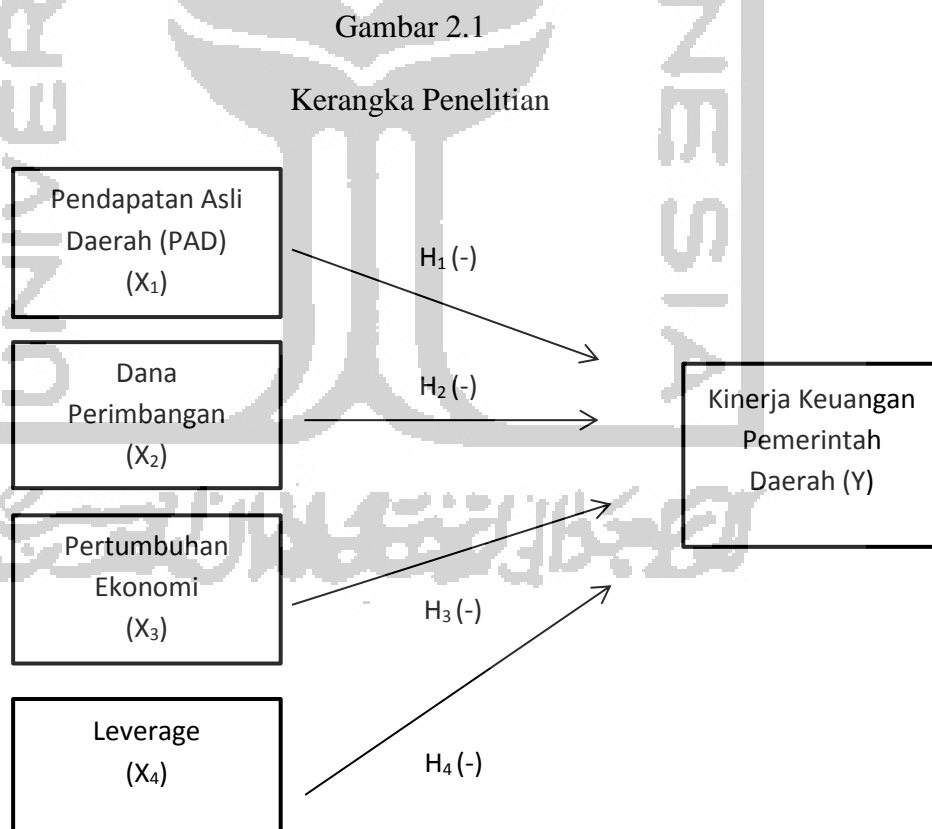 Gambar 2.1
Kerangka Penelitian
Pendapatan Asli
Daerah (PAD)
(X₁)
H₁ (-)
Dana
Perimbangan
(X₂)
H₂ (-)
Kinerja Keuangan
Pemerintah
Daerah (Y)
Pertumbuhan
Ekonomi
(X₃)
H₃ (-)
Leverage
(X₄)
H₄ (-)